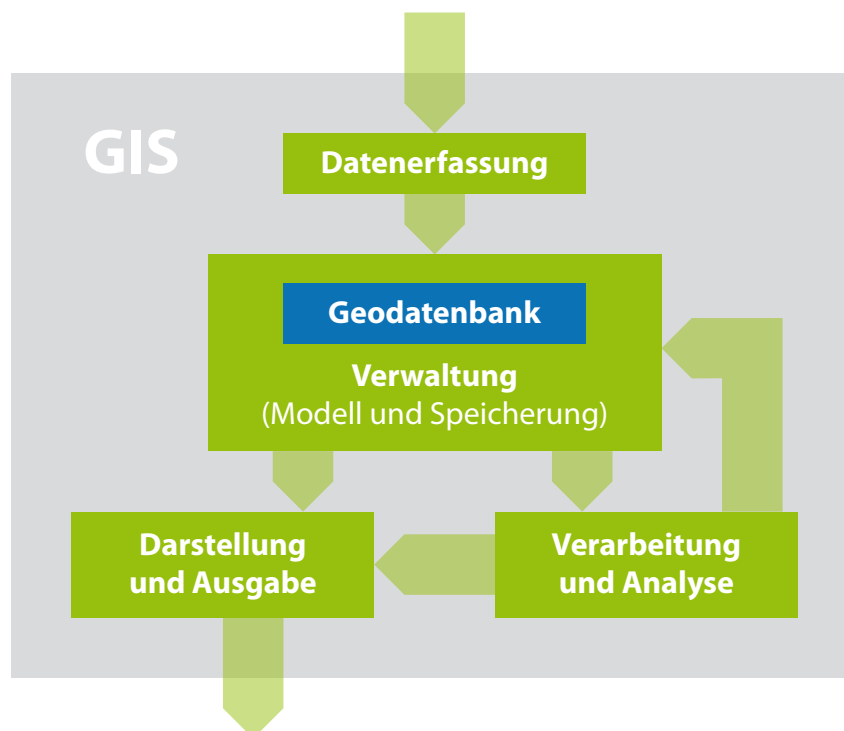 GIS
Datenerfassung
Geodatenbank
Verwaltung
(Modell und Speicherung)
Darstellung
und Ausgabe
Verarbeitung
und Analyse